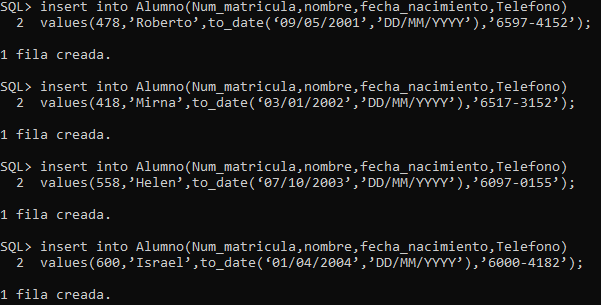 SQL> insert into Alumno(Num_matricula,nombre,fecha_nacimiento,Telefono)
2 values(478,’Roberto’,to_date(‘09/05/2001’,’DD/MM/YYYY’),’6597-4152’);
1 fila creada.
SQL> insert into Alumno(Num_matricula,nombre,fecha_nacimiento,Telefono)
2 values(418,’Mirna’,to_date(‘03/01/2002’,’DD/MM/YYYY’),’6517-3152’);
1 fila creada.
SQL> insert into Alumno(Num_matricula,nombre,fecha_nacimiento,Telefono)
2 values(558,’Helen’,to_date(‘07/10/2003’,’DD/MM/YYYY’),’6097-0155’);
1 fila creada.
SQL> insert into Alumno(Num_matricula,nombre,fecha_nacimiento,Telefono)
2 values(600,’Israel’,to_date(‘01/04/2004’,’DD/MM/YYYY’),’6000-4182’);
1 fila creada.